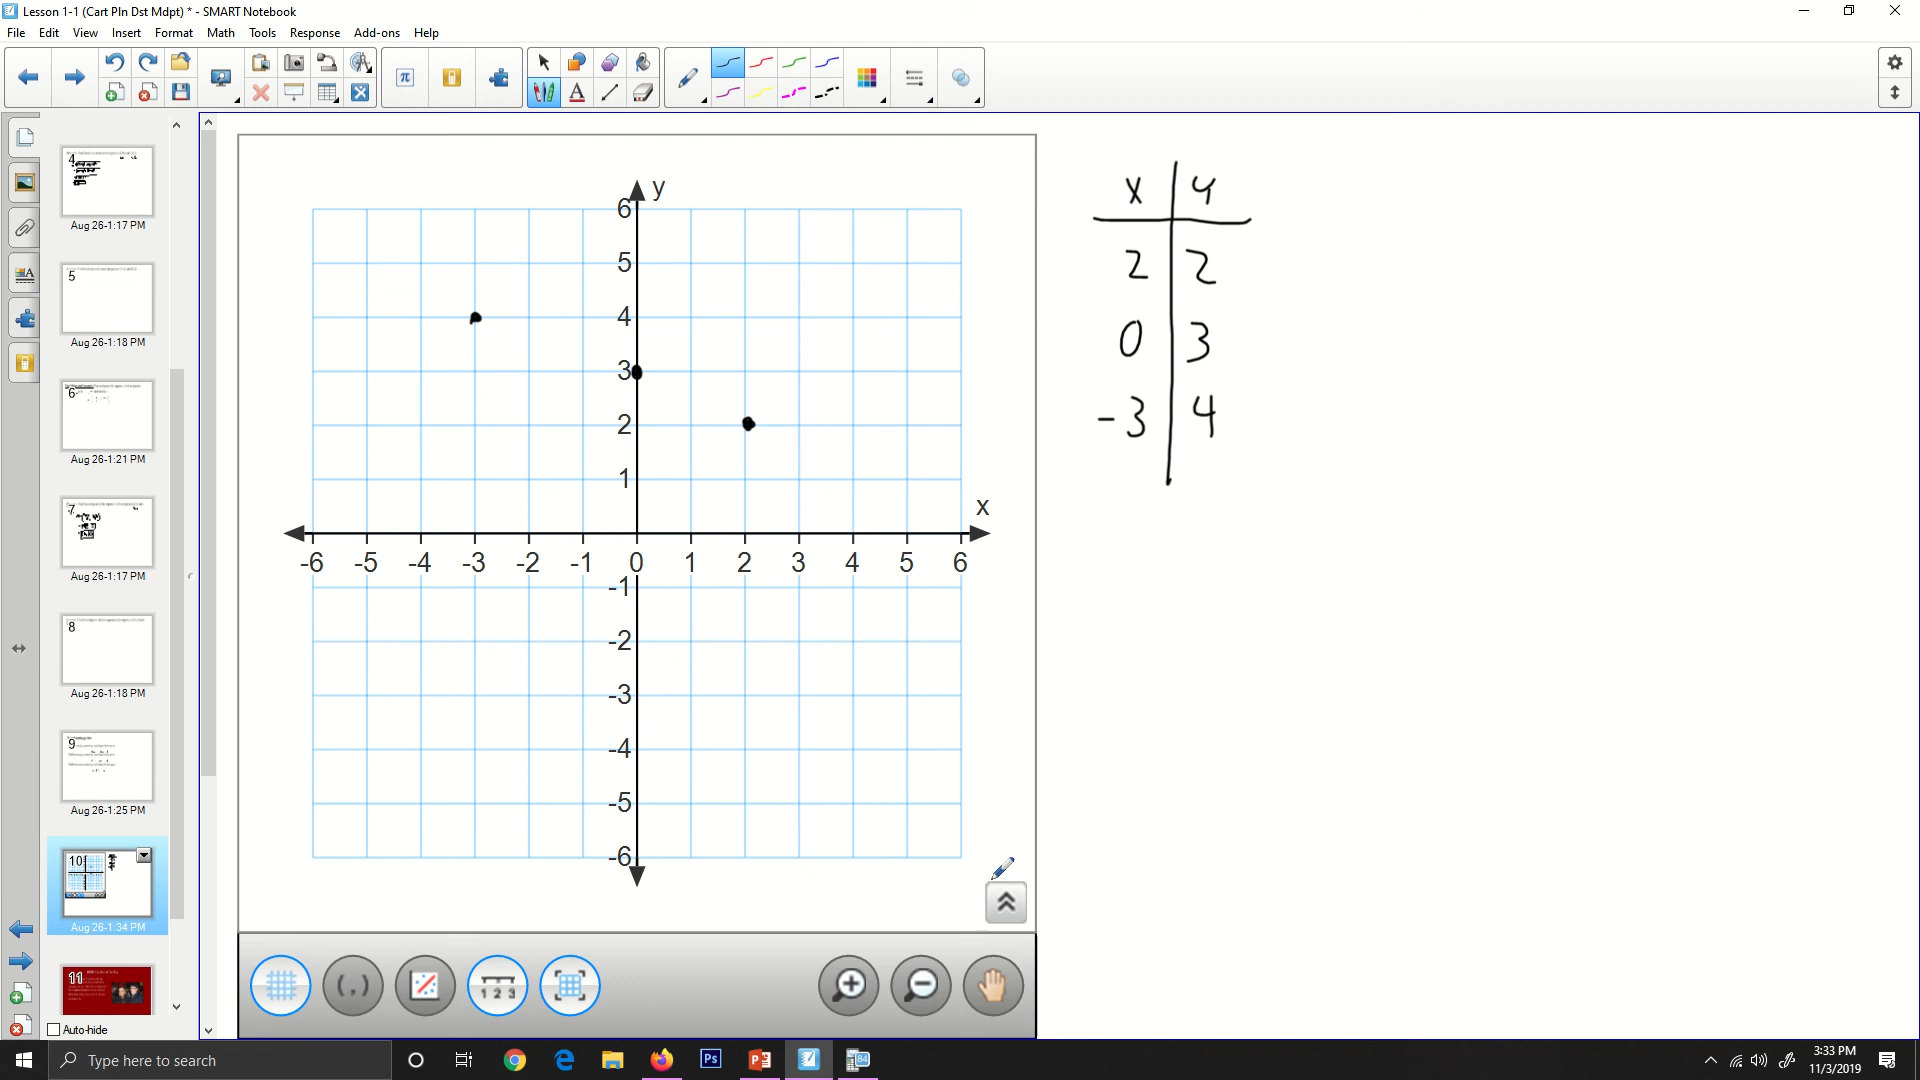 Lesson 1-1 (Cart Pln Dst Mdpt) * - SMART Notebook
File Edit View Insert Format Math Tools Response Add-ons Help
4
Aug 26-1:17 PM
5
Aug 26-1:18 PM
6
Aug 26-1:21 PM
7
Aug 26-1:17 PM
8
Aug 26-1:18 PM
9
Aug 26-1:25 PM
10
Aug 26-1:34 PM
11
Auto-hide
y
6
5
4
3
2
1
x
-6 -5 -4 -3 -2 -1 0 1 2 3 4 5 6
-1
-2
-3
-4
-5
-6
x y
2 2
0 3
-3 4
( , )
1 2 3
Type here to search
Ps
84
3:33 PM
11/3/2019